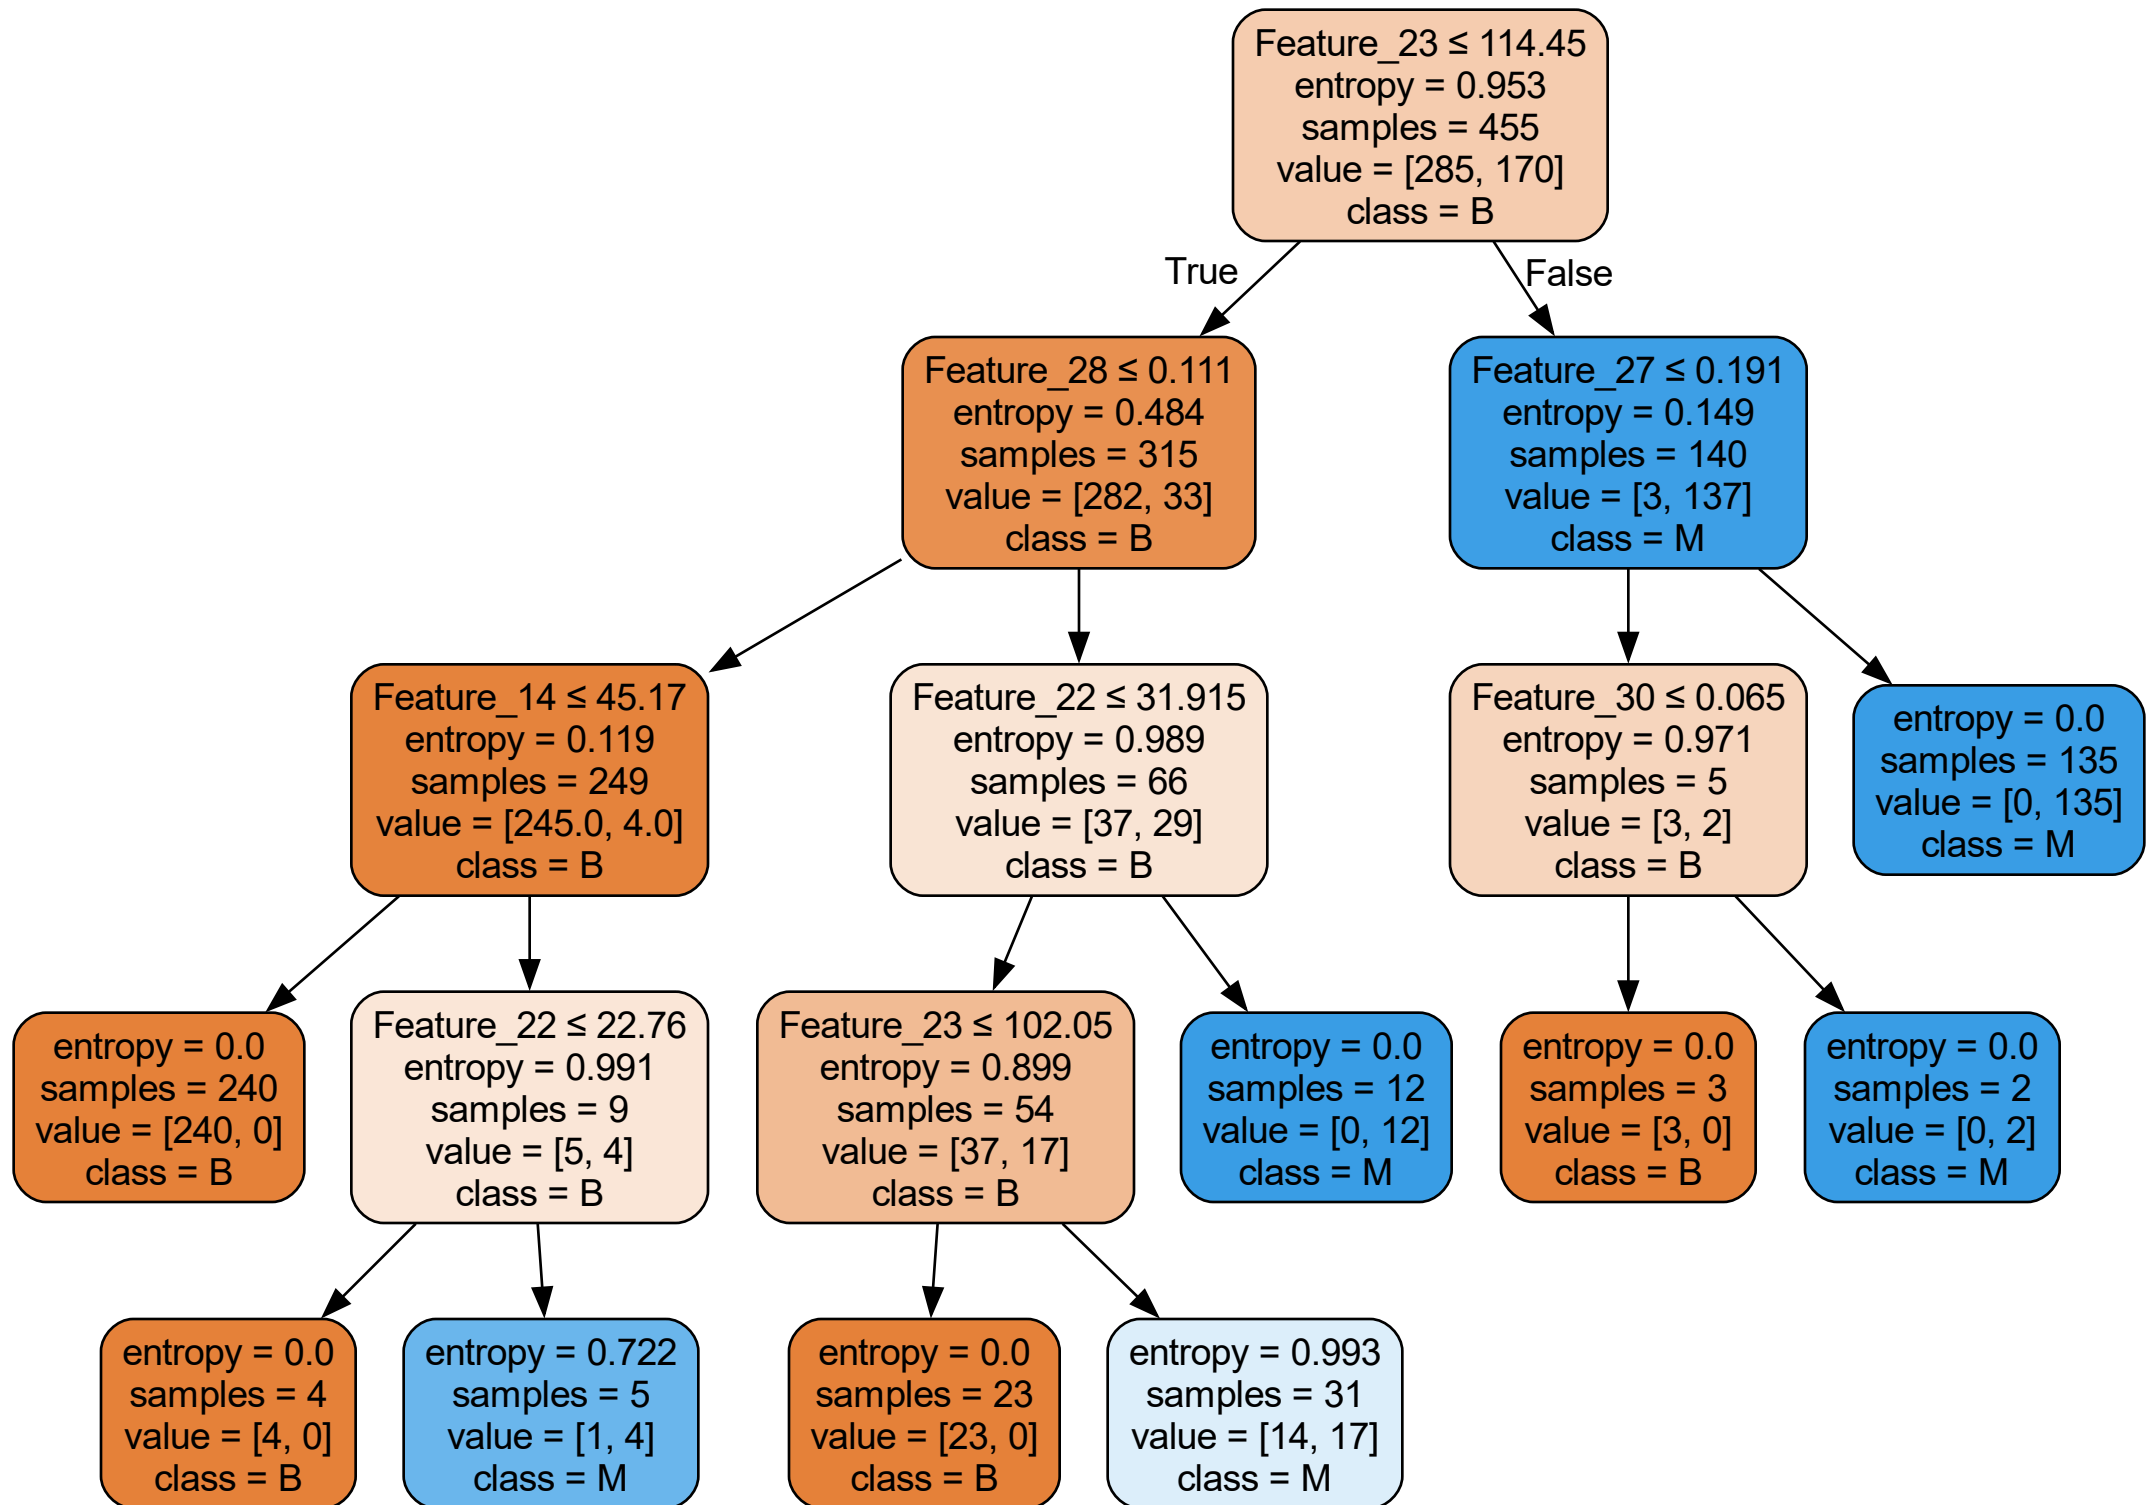 Feature_23 ≤ 114.45
entropy = 0.953
samples = 455
value = [285, 170]
class = B
True
False
Feature_28 ≤ 0.111
entropy = 0.484
samples = 315
value = [282, 33]
class = B
Feature_27 ≤ 0.191
entropy = 0.149
samples = 140
value = [3, 137]
class = M
Feature_14 ≤ 45.17
entropy = 0.119
samples = 249
value = [245.0, 4.0]
class = B
Feature_22 ≤ 31.915
entropy = 0.989
samples = 66
value = [37, 29]
class = B
Feature_30 ≤ 0.065
entropy = 0.971
samples = 5
value = [3, 2]
class = B
entropy = 0.0
samples = 135
value = [0, 135]
class = M
entropy = 0.0
samples = 240
value = [240, 0]
class = B
Feature_22 ≤ 22.76
entropy = 0.991
samples = 9
value = [5, 4]
class = B
Feature_23 ≤ 102.05
entropy = 0.899
samples = 54
value = [37, 17]
class = B
entropy = 0.0
samples = 12
value = [0, 12]
class = M
entropy = 0.0
samples = 3
value = [3, 0]
class = B
entropy = 0.0
samples = 2
value = [0, 2]
class = M
entropy = 0.0
samples = 4
value = [4, 0]
class = B
entropy = 0.722
samples = 5
value = [1, 4]
class = M
entropy = 0.0
samples = 23
value = [23, 0]
class = B
entropy = 0.993
samples = 31
value = [14, 17]
class = M